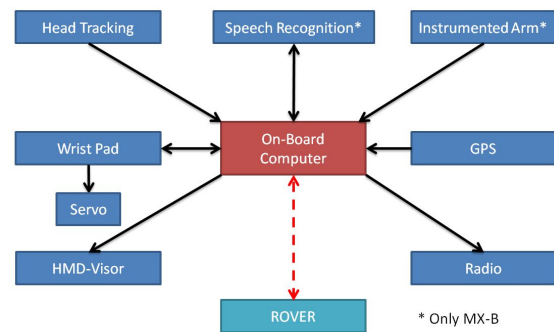 Head Tracking
Speech Recognition*
Instrumented Arm*
On-Board
Computer
Wrist Pad
GPS
Servo
HMD-Visor
Radio
ROVER
* Only MX-B